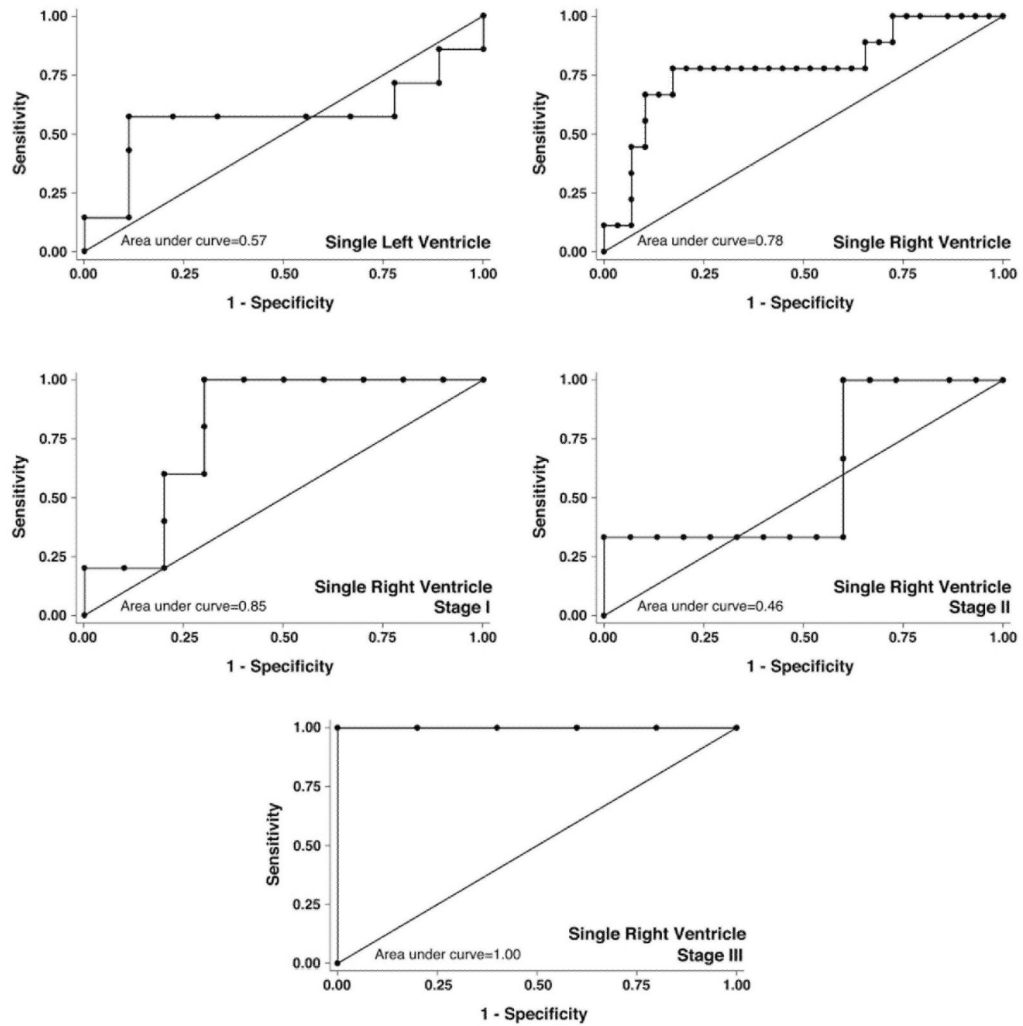 1.00
0.75
0.50
0.25
0.00
Sensitivity
Area under curve=0.57
Single Left Ventricle
0.00 0.25 0.50 0.75 1.00
1 - Specificity
1.00
0.75
0.50
0.25
0.00
Sensitivity
Area under curve=0.78
Single Right Ventricle
0.00 0.25 0.50 0.75 1.00
1 - Specificity
1.00
0.75
0.50
0.25
0.00
Sensitivity
Single Right Ventricle
Area under curve=0.85 Stage I
0.00 0.25 0.50 0.75 1.00
1 - Specificity
1.00
0.75
0.50
0.25
0.00
Sensitivity
Single Right Ventricle
Area under curve=0.46 Stage II
0.00 0.25 0.50 0.75 1.00
1 - Specificity
1.00
0.75
0.50
0.25
0.00
Sensitivity
Single Right Ventricle
Area under curve=1.00 Stage III
0.00 0.25 0.50 0.75 1.00
1 - Specificity